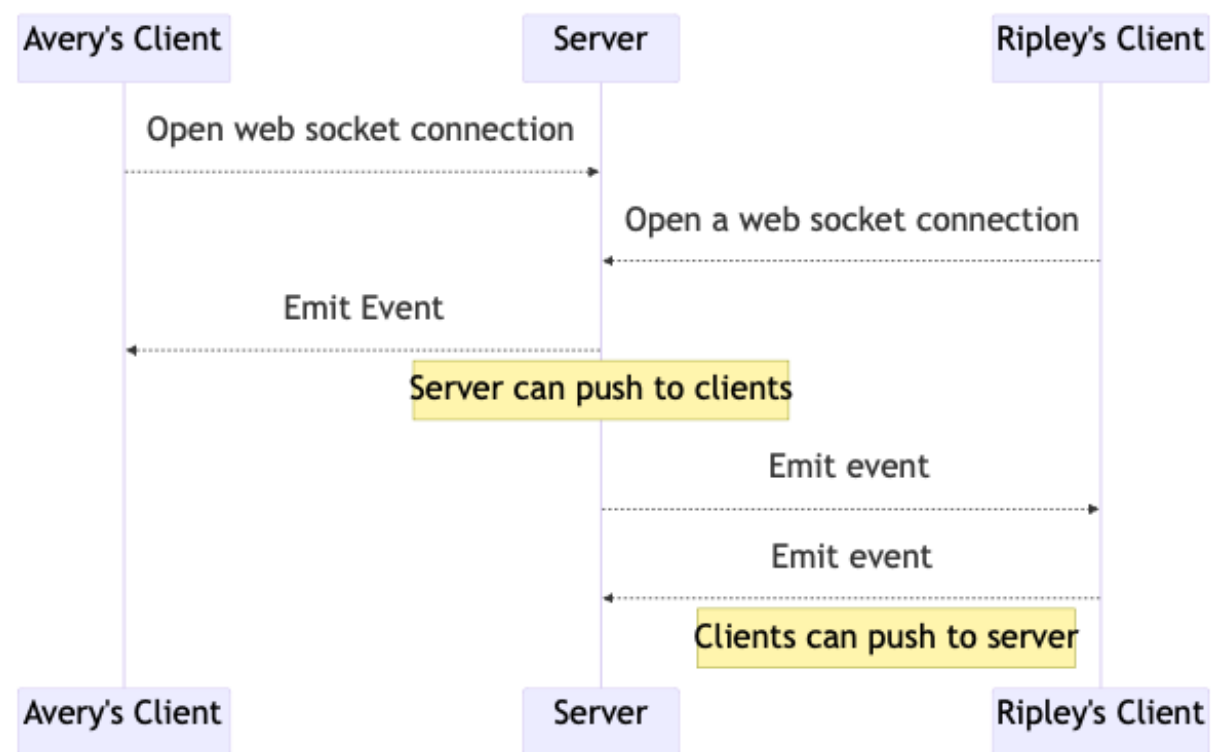 Avery's Client
Server
Ripley's Client
Open web socket connection
Open a web socket connection
Emit Event
Server can push to clients
Emit event
Emit event
Clients can push to server
Avery's Client
Server
Ripley's Client